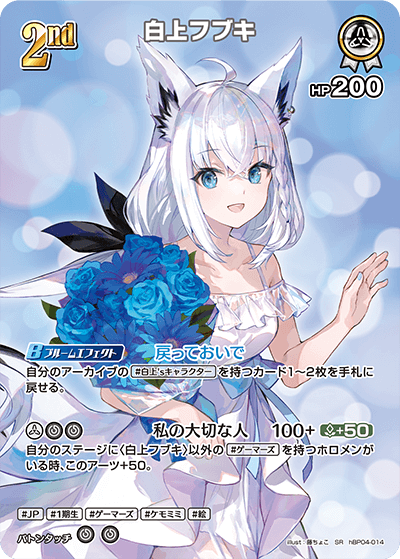 2nd
白上フブキ
HP200
Bブルームエフェクト 戻っておいで
自分のアーカイブの #白上'sキャラクター を持つカード1～2枚を手札に
戻せる。
私の大切な人 100+ +50
自分のステージに〈白上フブキ〉以外の #ゲーマーズ を持つホロメンが
いる時、このアーツ+50。
#JP #1期生 #ゲーマーズ #ケモミミ #絵
バトンタッチ
illust:藤ちょこ SR hBP04-014